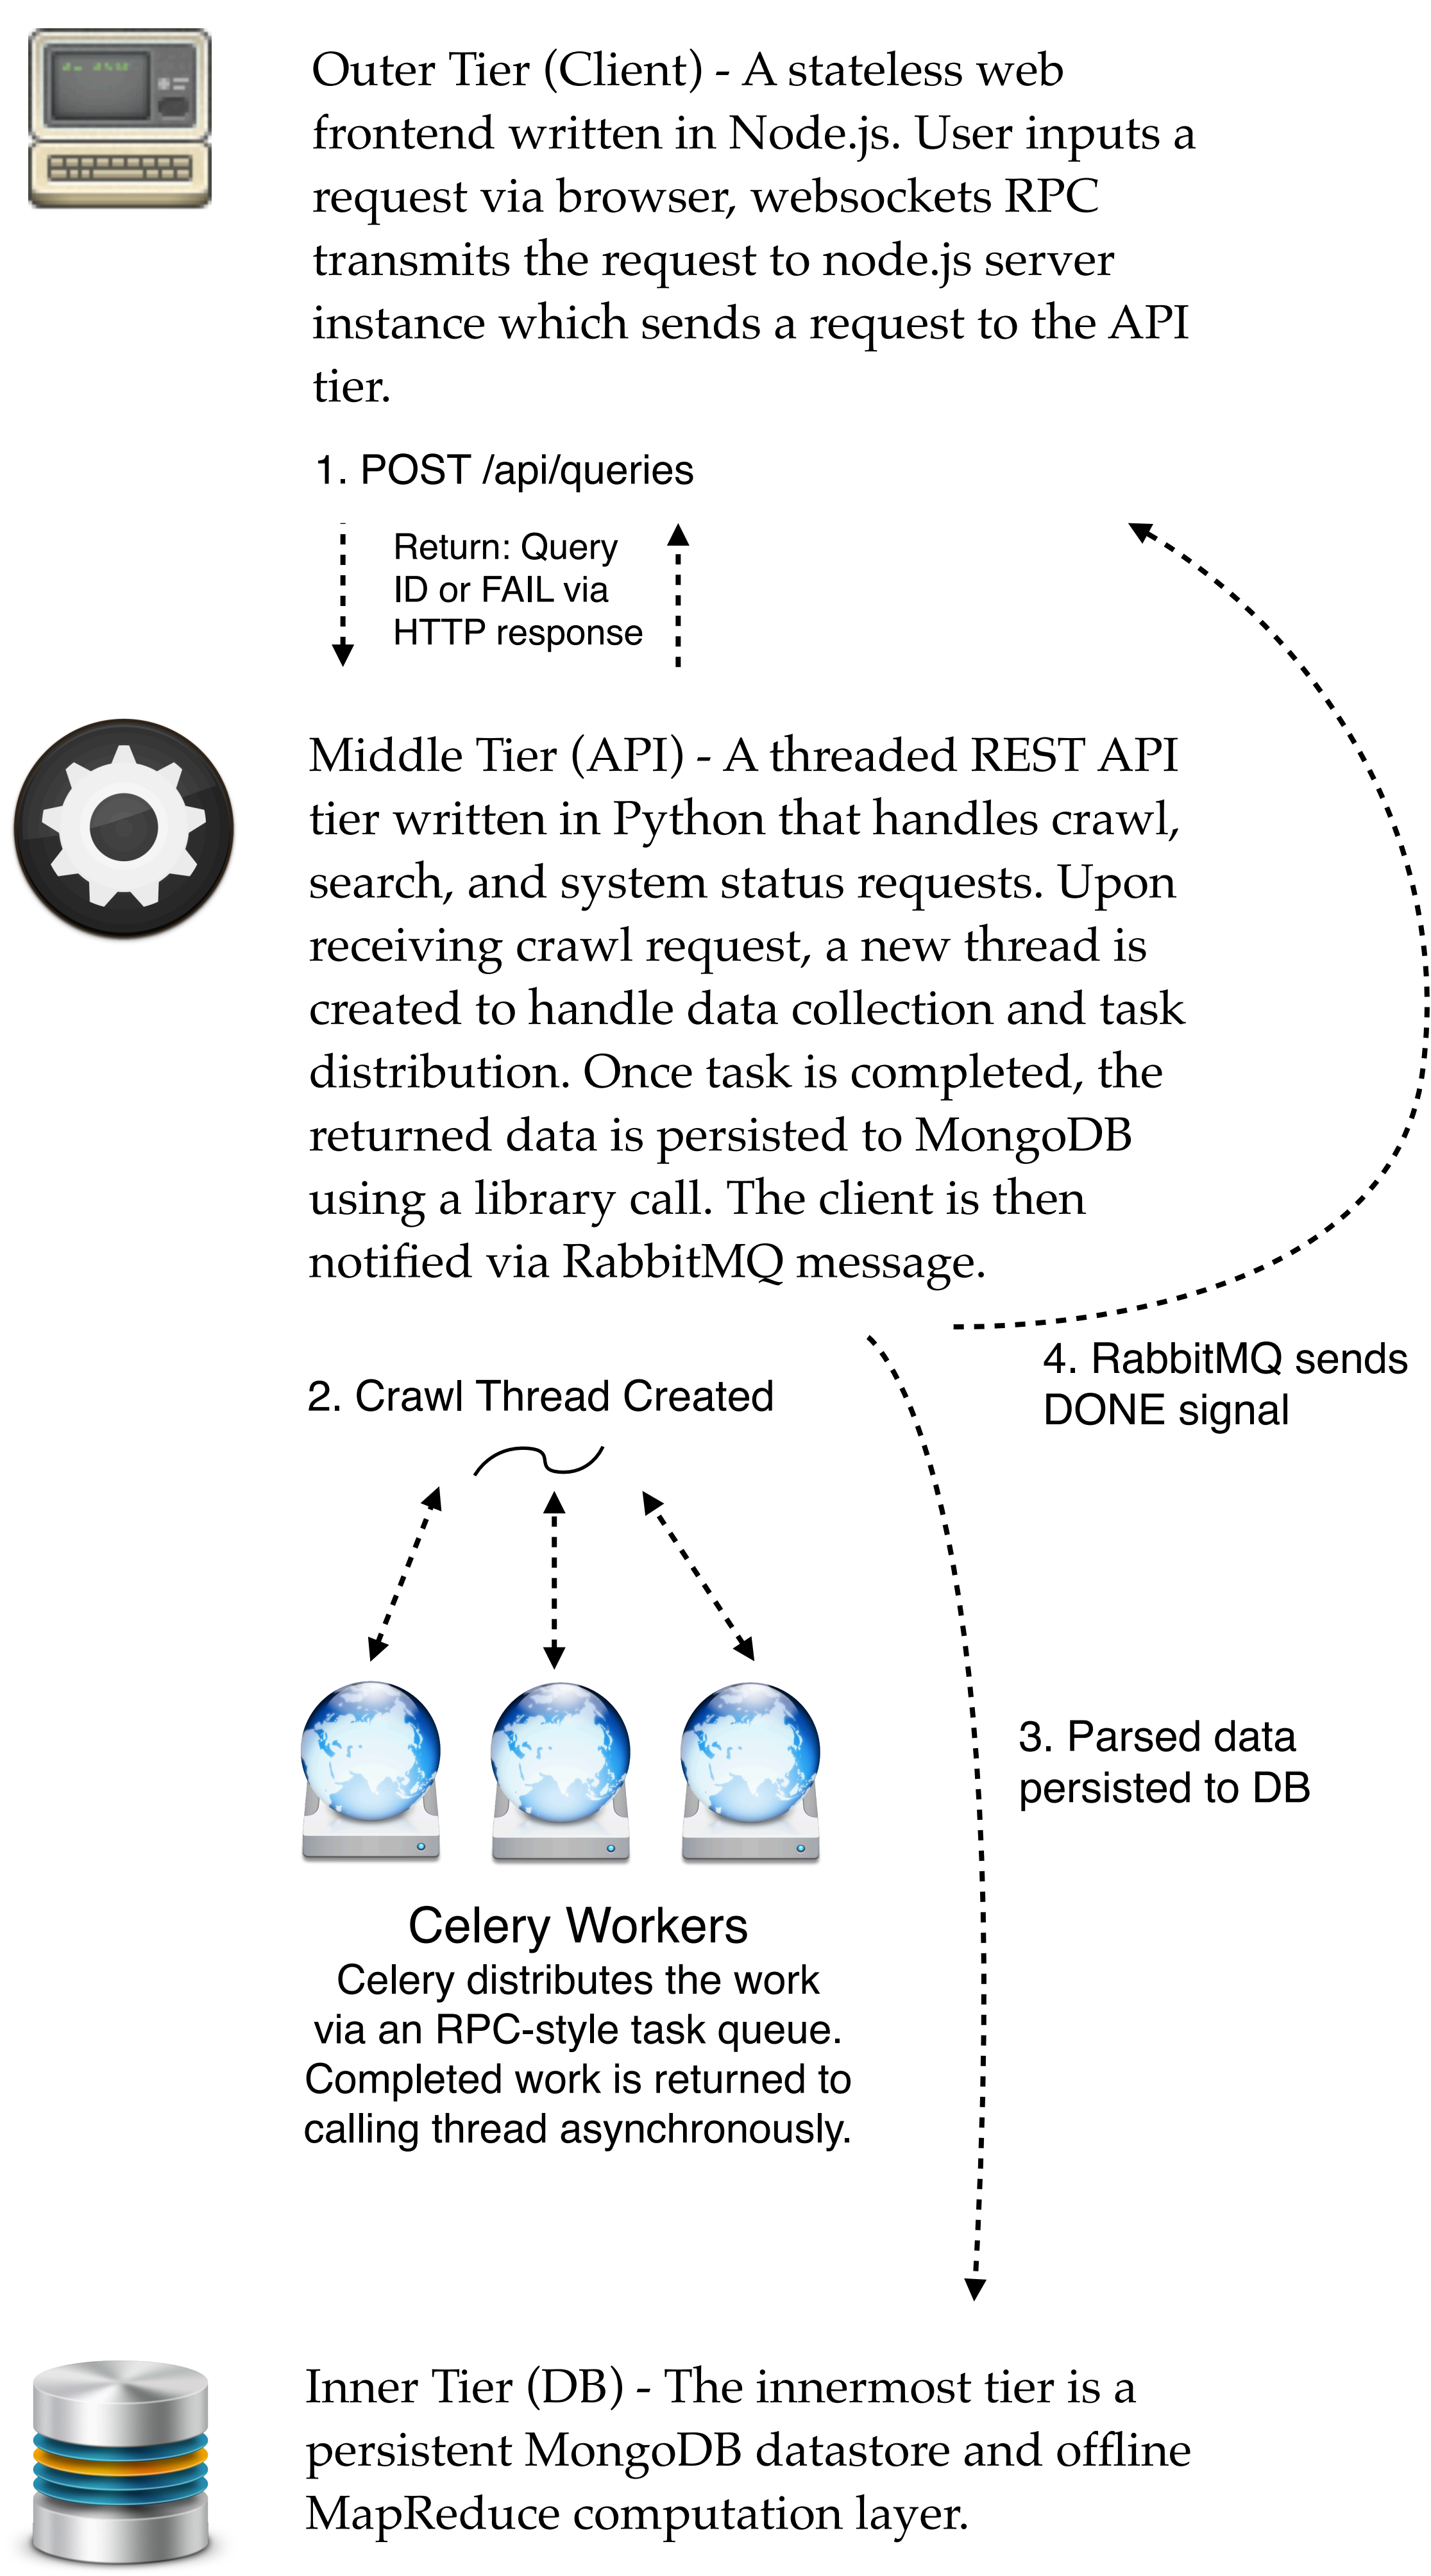 Outer Tier (Client) - A stateless web
frontend written in Node.js. User inputs a
request via browser, websockets RPC
transmits the request to node.js server
instance which sends a request to the API
tier.
1. POST /api/queries
Return: Query
ID or FAIL via
HTTP response
Middle Tier (API) - A threaded REST API
tier written in Python that handles crawl,
search, and system status requests. Upon
receiving crawl request, a new thread is
created to handle data collection and task
distribution. Once task is completed, the
returned data is persisted to MongoDB
using a library call. The client is then
notified via RabbitMQ message.
4. RabbitMQ sends
DONE signal
2. Crawl Thread Created
3. Parsed data
persisted to DB
Celery Workers
Celery distributes the work
via an RPC-style task queue.
Completed work is returned to
calling thread asynchronously.
Inner Tier (DB) - The innermost tier is a
persistent MongoDB datastore and offline
MapReduce computation layer.